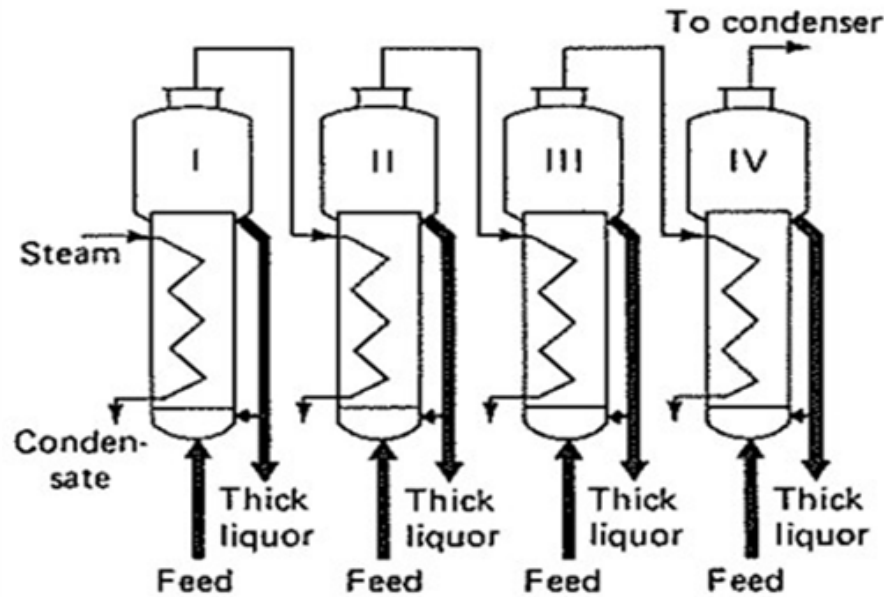 To condenser
I
II
III
IV
Steam
Conden-
sate
Thick
liquor
Thick
liquor
Thick
liquor
Thick
liquor
Feed
Feed
Feed
Feed